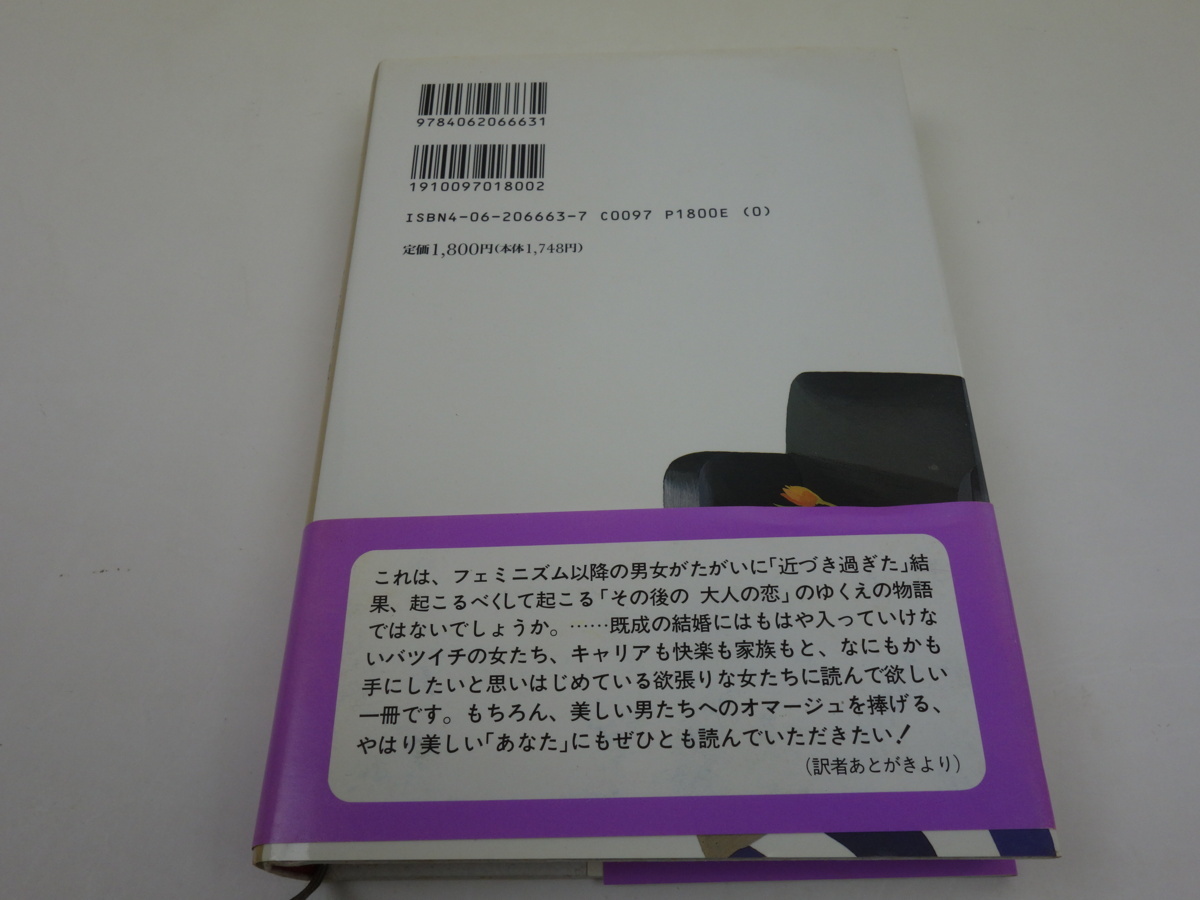 9784062066631
1910097018002
ISBN4-06-206663-7 C0097 P1800E (0)
定価1,800円(本体1,748円)
これは、フェミニズム以降の男女がたがいに「近づき過ぎた」結
果、起こるべくして起こる「その後の 大人の恋」のゆくえの物語
ではないでしょうか。……既成の結婚にはもはや入っていけな
いバツイチの女たち、キャリアも快楽も家族もと、なにもかも
手にしたいと思いはじめている欲張りな女たちに読んで欲しい
一冊です。もちろん、美しい男たちへのオマージュを捧げる、
やはり美しい「あなた」にもぜひとも読んでいただきたい!
(訳者あとがきより)